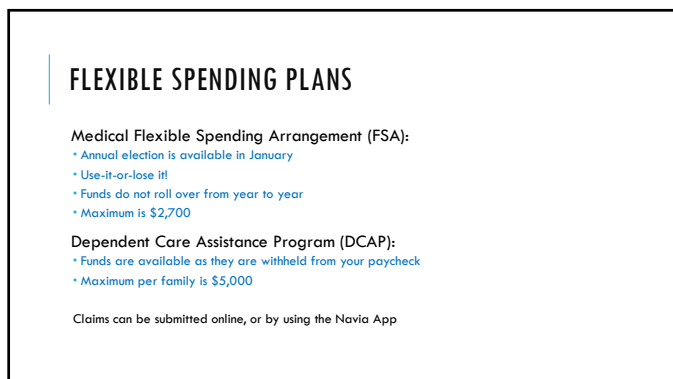 FLEXIBLE SPENDING PLANS
Medical Flexible Spending Arrangement (FSA):
• Annual election is available in January
• Use-it-or-lose it!
• Funds do not roll over from year to year
• Maximum is $2,700
Dependent Care Assistance Program (DCAP):
• Funds are available as they are withheld from your paycheck
• Maximum per family is $5,000
Claims can be submitted online, or by using the Navia App